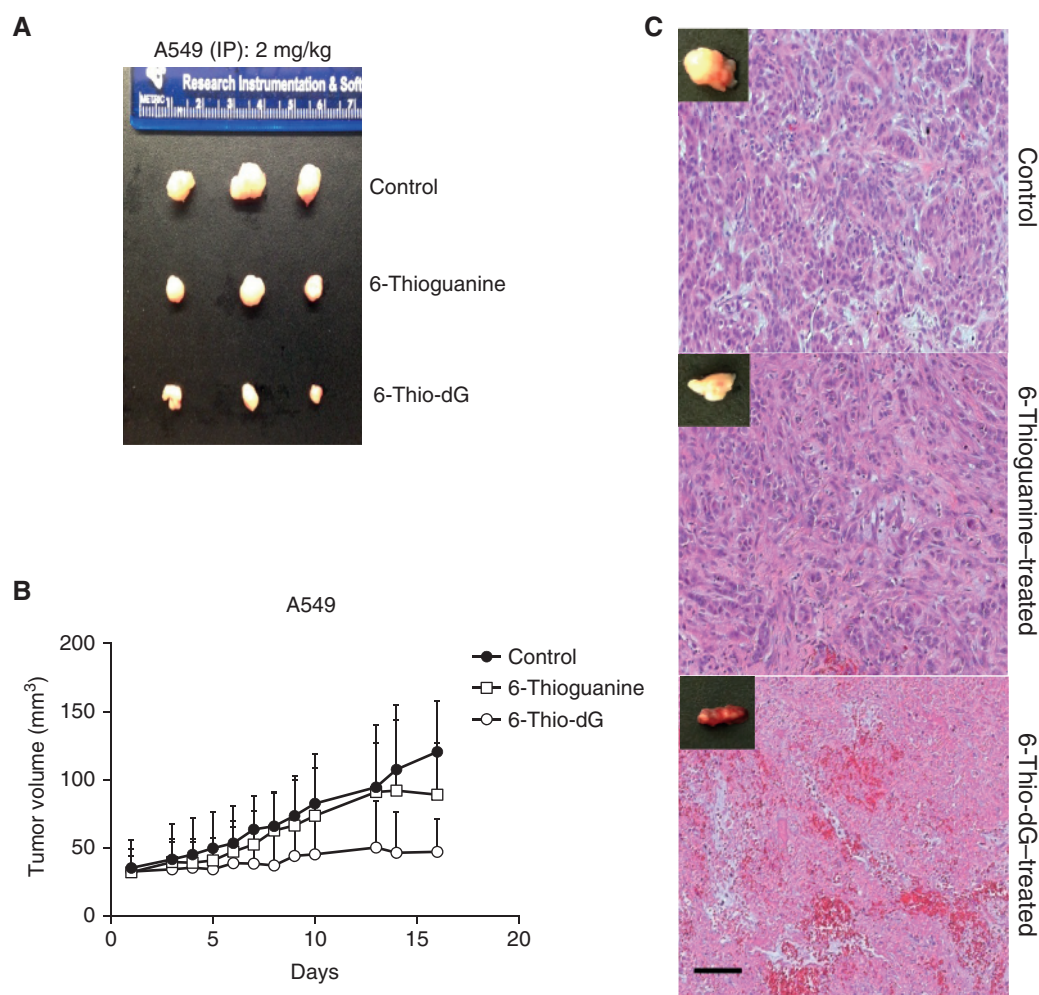 A
A549 (IP): 2 mg/kg
Research Instrumentation & Soft
METRIC 1 2 3 4 5 6 7
Control
6-Thioguanine
6-Thio-dG
B
A549
200
150
100
50
0
Tumor volume (mm³)
0 5 10 15 20
Days
Control
6-Thioguanine
6-Thio-dG
C
Control
6-Thioguanine–treated
6-Thio-dG–treated